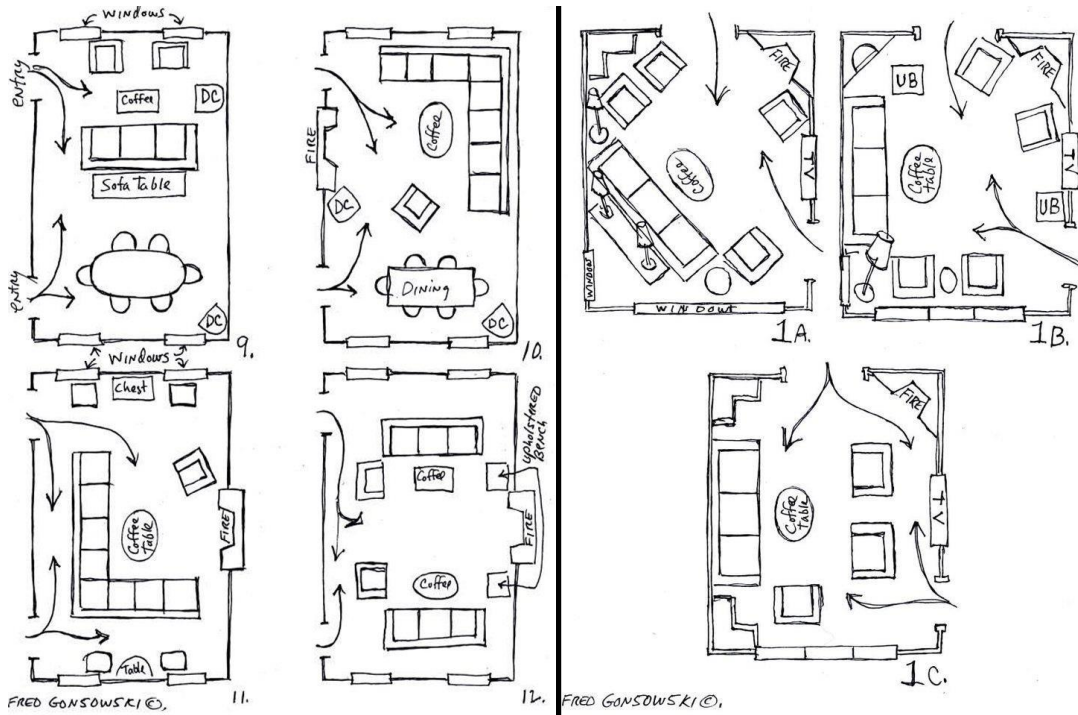 WINDOWS
entry
Coffee
DC
Sofa Table
entry
DC
WINDOWS
9.
FIRE
Coffee
DC
DINING
DC
10.
Chest
Coffee
Table
FIRE
Table
FRED GONSOWSKI ©.
11.
UPHOLSTERED
BENCH
Coffee
FIRE
Coffee
12.
FIRE
Coffee
TV
WINDOW
WINDOW
1A.
UB
FIRE
Coffee
table
TV
UB
1B.
FIRE
Coffee
Table
TV
1C.
FRED GONSOWSKI ©.